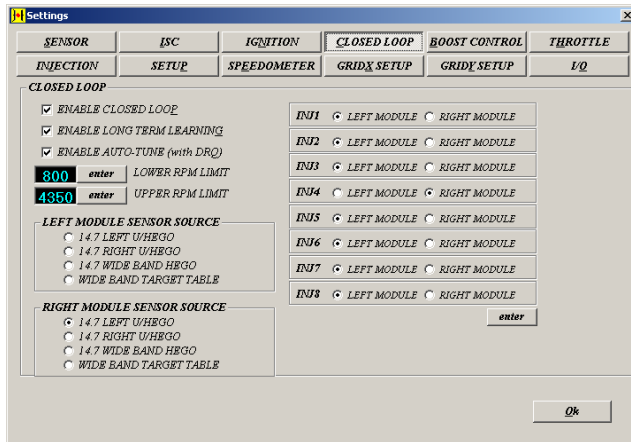 Settings
SENSOR ISC IGNITION CLOSED LOOP BOOST CONTROL THROTTLE
INJECTION SETUP SPEEDOMETER GRIDX SETUP GRIDY SETUP I/O
CLOSED LOOP
ENABLE CLOSED LOOP
ENABLE LONG TERM LEARNING
ENABLE AUTO-TUNE (with DRO)
800 enter LOWER RPM LIMIT
4350 enter UPPER RPM LIMIT
LEFT MODULE SENSOR SOURCE
14.7 LEFT U/HEGO
14.7 RIGHT U/HEGO
14.7 WIDE BAND HEGO
WIDE BAND TARGET TABLE
RIGHT MODULE SENSOR SOURCE
14.7 LEFT U/HEGO
14.7 RIGHT U/HEGO
14.7 WIDE BAND HEGO
WIDE BAND TARGET TABLE
INJ1 LEFT MODULE RIGHT MODULE
INJ2 LEFT MODULE RIGHT MODULE
INJ3 LEFT MODULE RIGHT MODULE
INJ4 LEFT MODULE RIGHT MODULE
INJ5 LEFT MODULE RIGHT MODULE
INJ6 LEFT MODULE RIGHT MODULE
INJ7 LEFT MODULE RIGHT MODULE
INJ8 LEFT MODULE RIGHT MODULE
enter
Ok